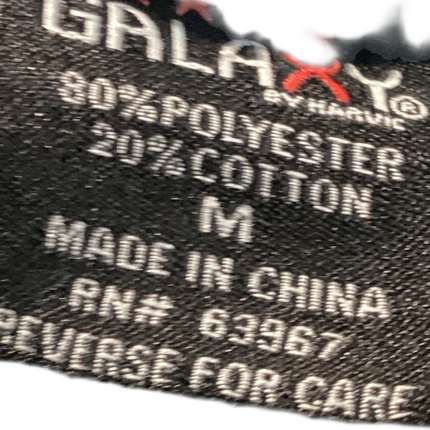 GALAXY®
BY HARVIC
80%POLYESTER
20%COTTON
M
MADE IN CHINA
RN# 63967
REVERSE FOR CARE